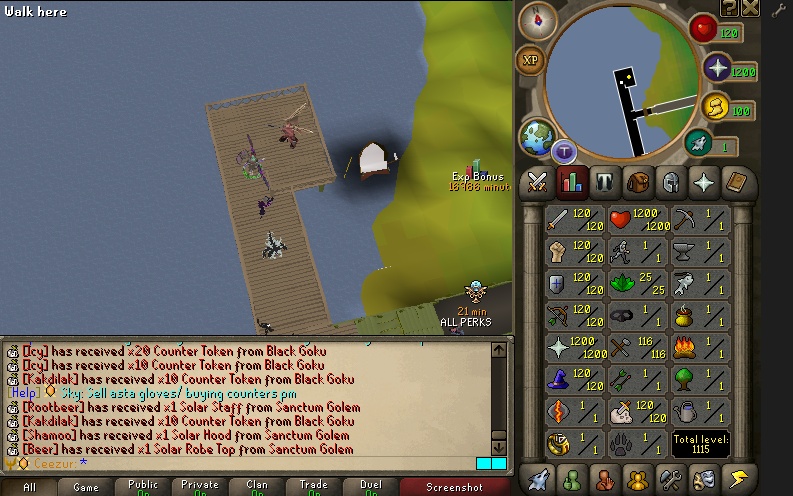 Walk here
120
XP
1200
100
T
1
Exp Bonus
16986 minut
21 min
ALL PERKS
120 120 1200 1200 1 1
120 120 1 1 1 1
120 120 25 25 1 1
120 120 1 1 1 1
1200 1200 116 116 1 1
120 120 1 1 1 1
1 1 120 120 1 1
1 1 1 1 Total level:
1115
[Icy] has received x20 Counter Token from Black Goku
[Icy] has received x10 Counter Token from Black Goku
[Kakdilak] has received x10 Counter Token from Black Goku
[Help] Sky: Sell asta gloves/ buying counters pm
[Rootbeer] has received x1 Solar Staff from Sanctum Golem
[Kakdilak] has received x10 Counter Token from Black Goku
[Shamoo] has received x1 Solar Hood from Sanctum Golem
[Beer] has received x1 Solar Robe Top from Sanctum Golem
Ceezur: *
All Game Public Private Clan Trade Duel Screenshot
On On On On On